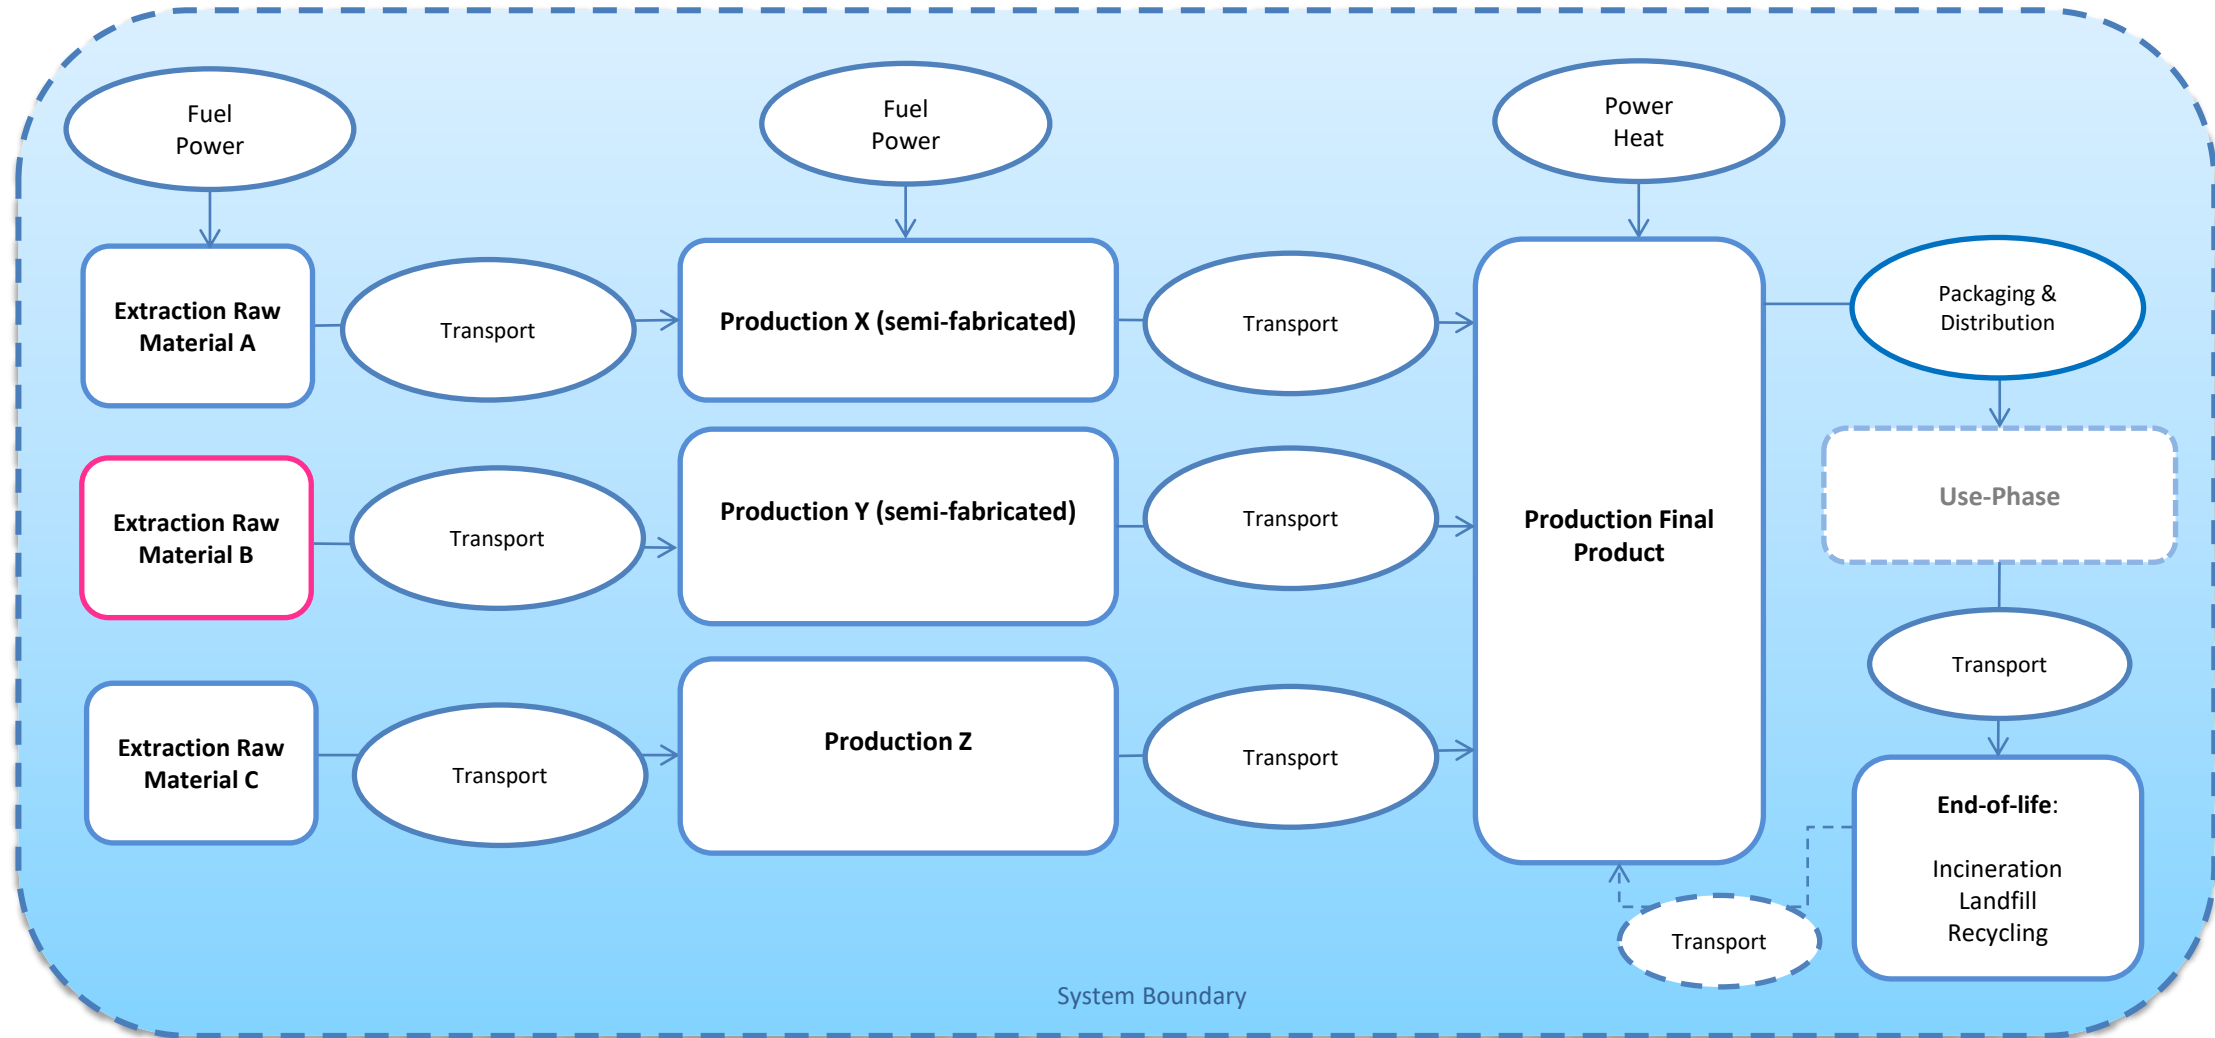 Fuel
Power
Fuel
Power
Power
Heat
Extraction Raw
Material A
Transport
Production X (semi-fabricated)
Transport
Packaging &
Distribution
Extraction Raw
Material B
Transport
Production Y (semi-fabricated)
Transport
Production Final
Product
Use-Phase
Transport
Extraction Raw
Material C
Transport
Production Z
Transport
End-of-life:
Incineration
Landfill
Recycling
Transport
System Boundary